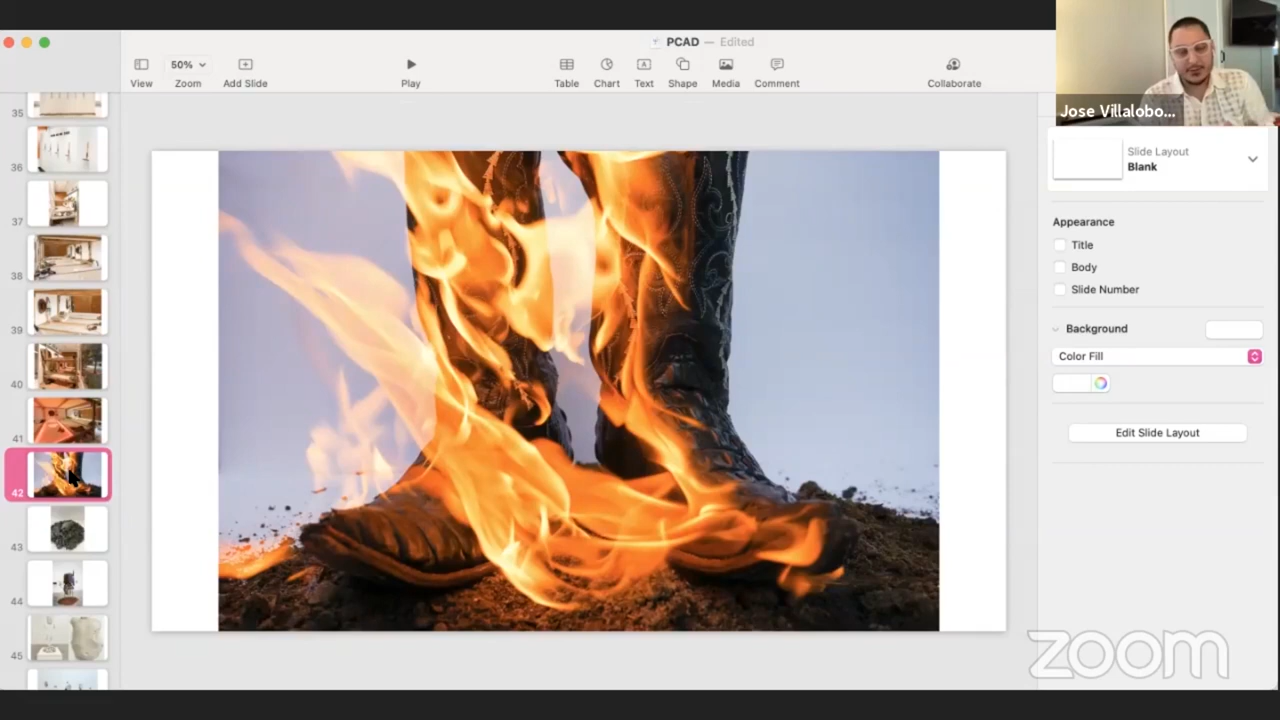 PCAD — Edited
View
50%
Zoom
Add Slide
Play
Table
Chart
Text
Shape
Media
Comment
Collaborate
Jose Villalobo...
Slide Layout
Blank
Appearance
Title
Body
Slide Number
Background
Color Fill
Edit Slide Layout
35
36
37
38
39
40
41
42
43
44
45
zoom